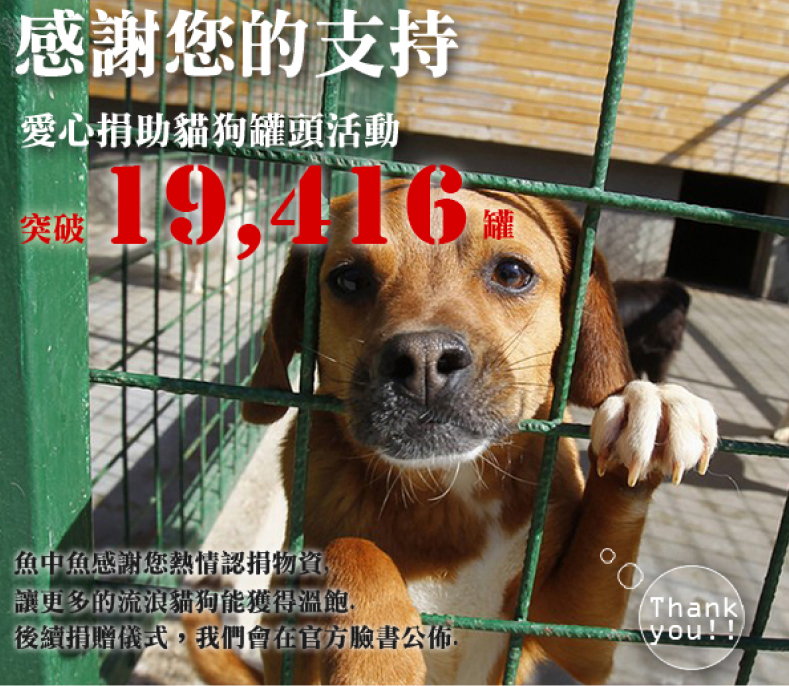 感謝您的支持
愛心捐助貓狗罐頭活動
突破 19,416 罐
魚中魚感謝您熱情認捐物資,
讓更多的流浪貓狗能獲得溫飽.
後續捐贈儀式，我們會在官方臉書公佈.
Thank
you!!